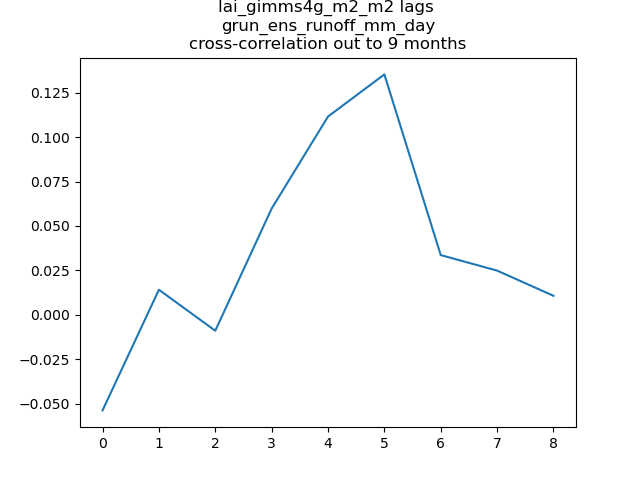 lai_gimms4g_m2_m2 lags
grun_ens_runoff_mm_day
cross-correlation out to 9 months
0.125
0.100
0.075
0.050
0.025
0.000
−0.025
−0.050
0 1 2 3 4 5 6 7 8